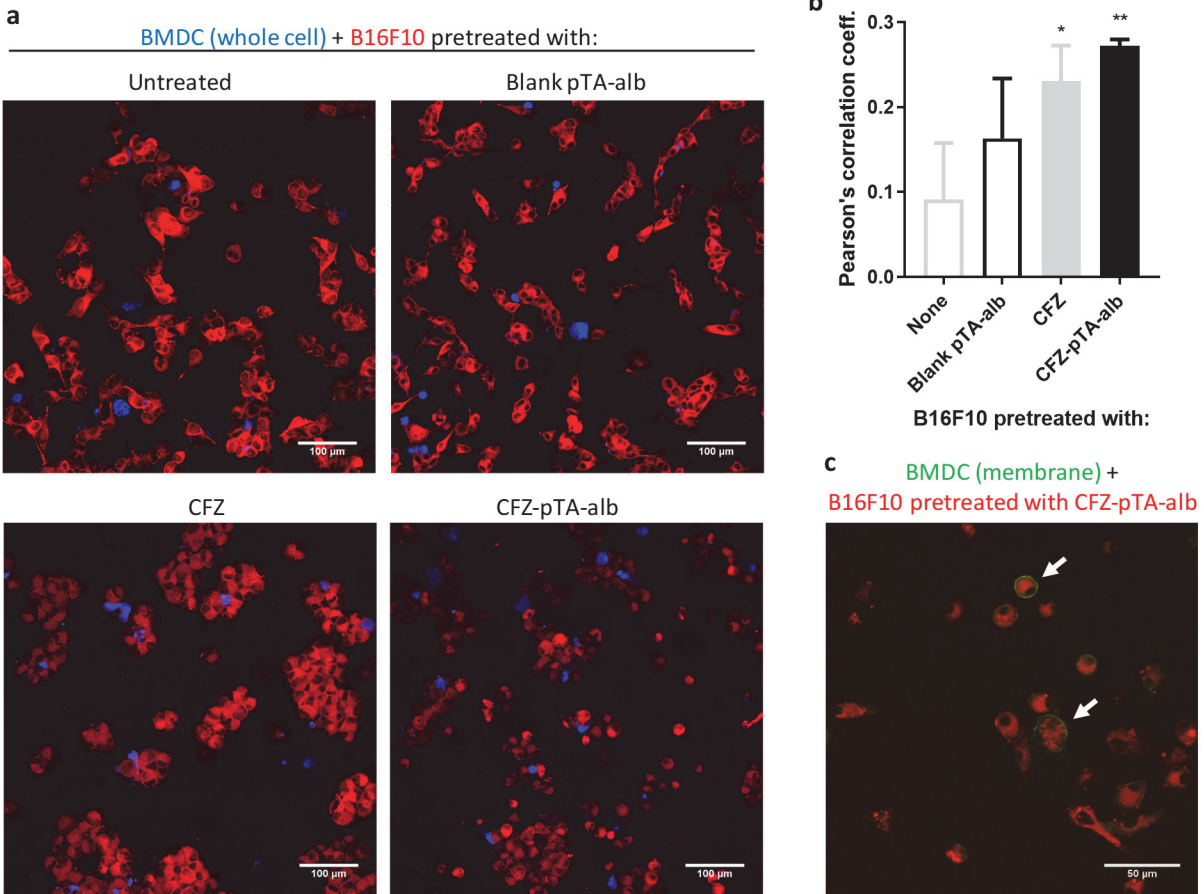 a
BMDC (whole cell) + B16F10 pretreated with:
Untreated
Blank pTA-alb
100 µm
100 µm
CFZ
CFZ-pTA-alb
100 µm
100 µm
b
Pearson's correlation coeff.
0.3
0.2
0.1
0.0
*
**
None
Blank pTA-alb
CFZ
CFZ-pTA-alb
B16F10 pretreated with:
c
BMDC (membrane) +
B16F10 pretreated with CFZ-pTA-alb
50 µm